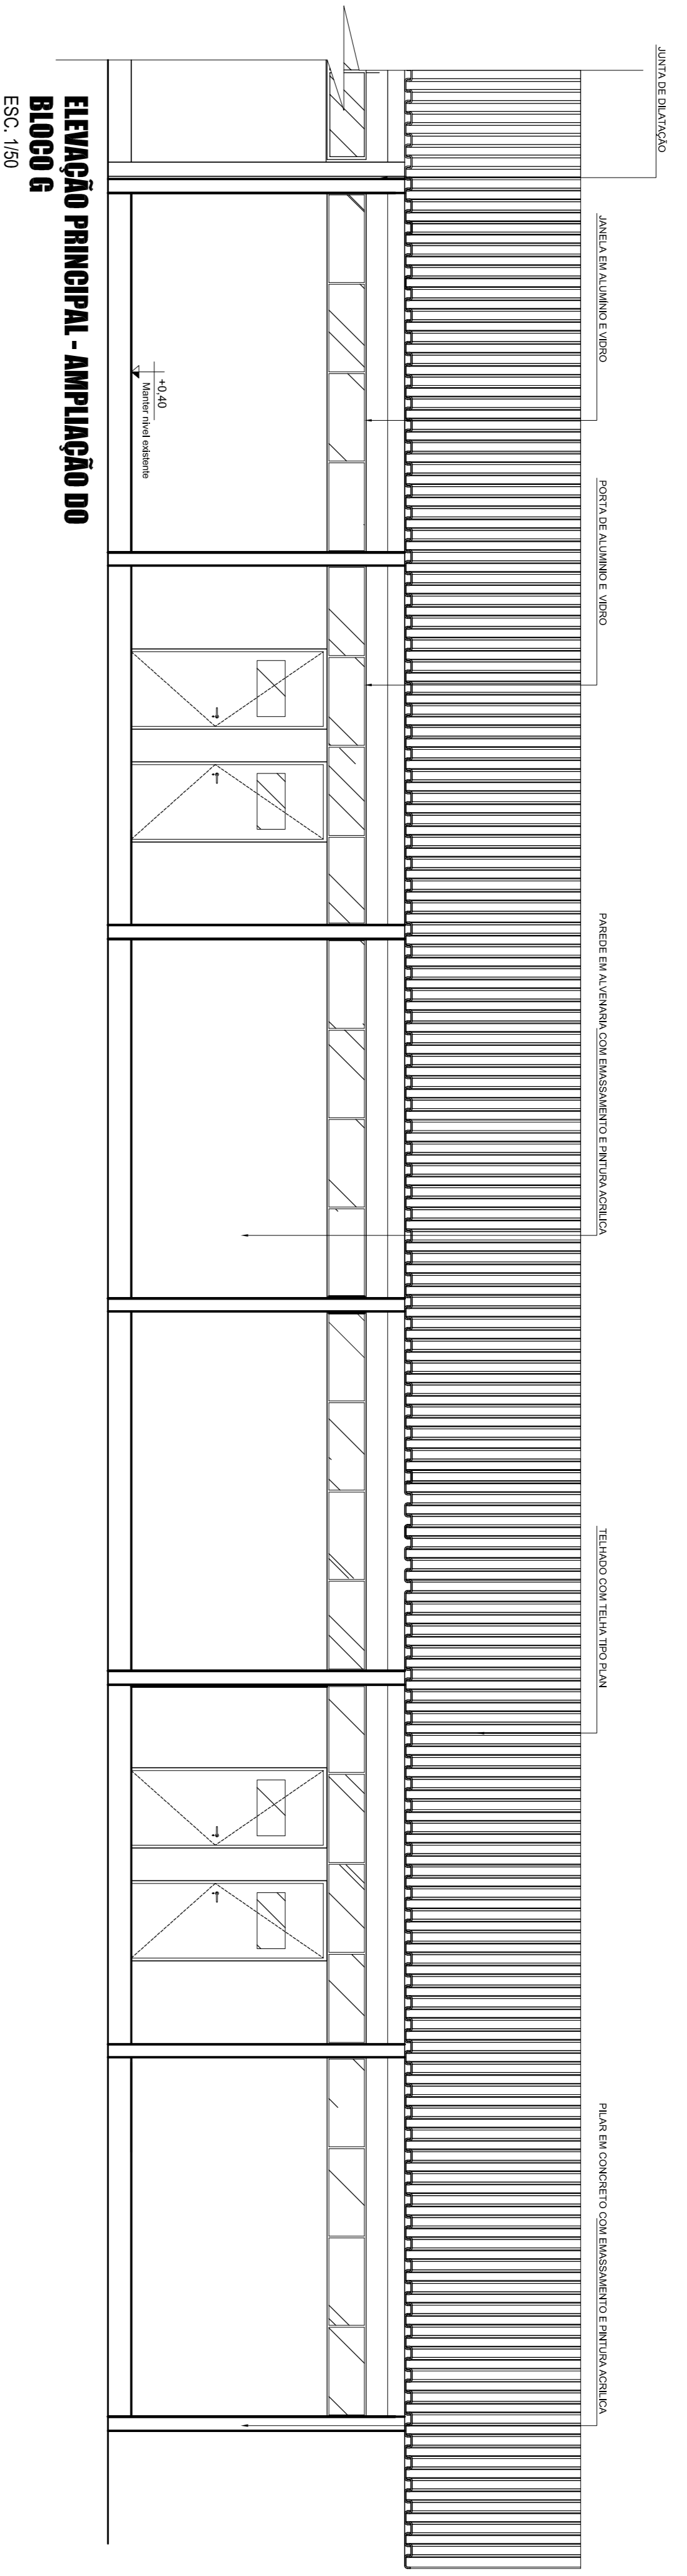 JUNTA DE DILATAÇÃO
JANELA EM ALUMÍNIO E VIDRO
PORTA DE ALUMINIO E VIDRO
PAREDE EM ALVENARIA COM EMASSAMENTO E PINTURA ACRILICA
TELHADO COM TELHA TIPO PLAN
PILAR EM CONCRETO COM EMASSAMENTO E PINTURA ACRILICA
+0,40
Manter nivel existente
ELEVAÇÃO PRINCIPAL - AMPLIAÇÃO DO
BLOCO G
ESC. 1/50